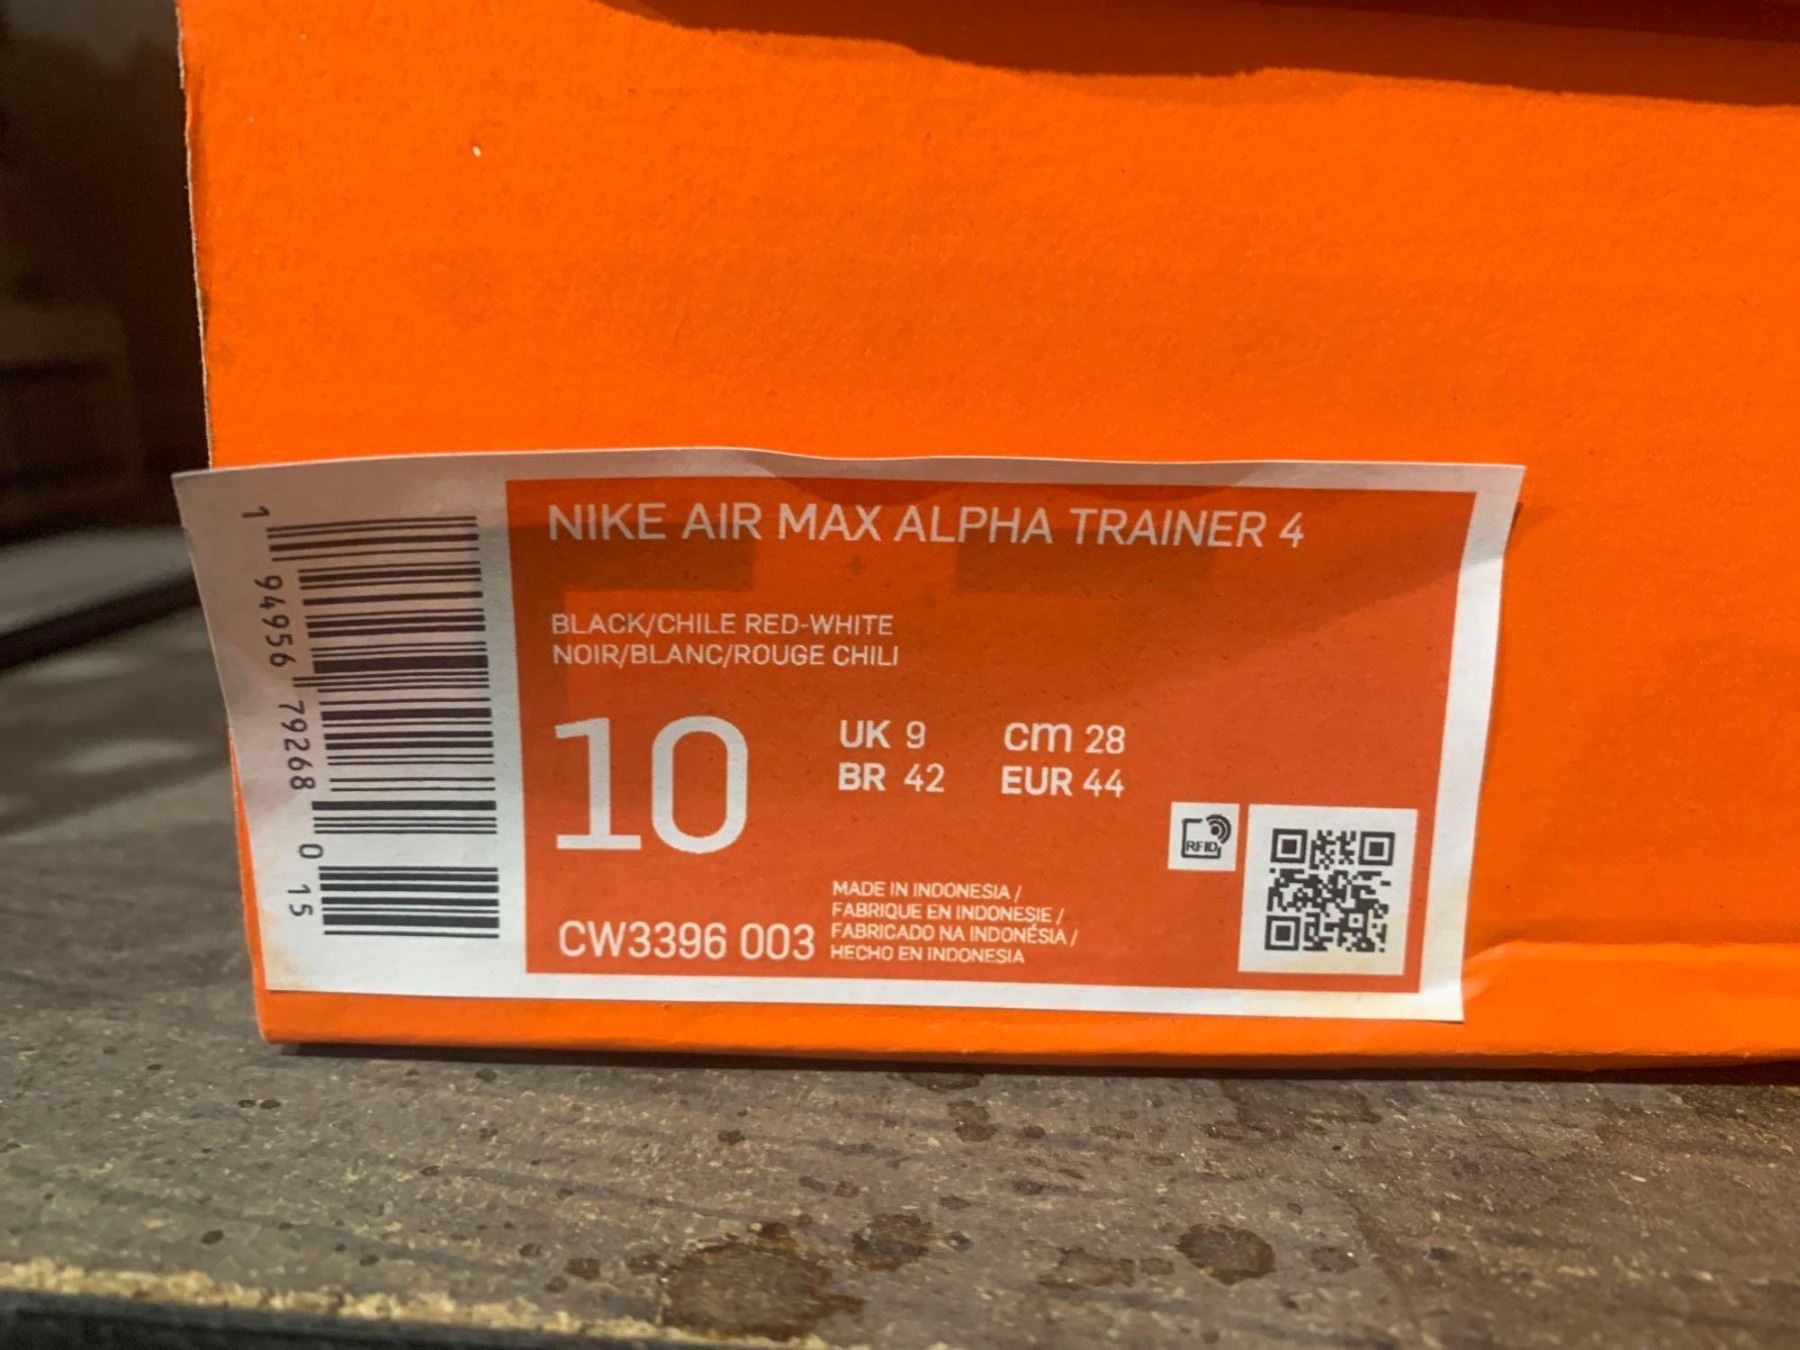 1 94956 79268 0 15
NIKE AIR MAX ALPHA TRAINER 4
BLACK/CHILE RED-WHITE
NOIR/BLANC/ROUGE CHILI
10
UK 9 cm 28
BR 42 EUR 44
RFID
CW3396 003
MADE IN INDONESIA /
FABRIQUE EN INDONESIE /
FABRICADO NA INDONÉSIA /
HECHO EN INDONESIA